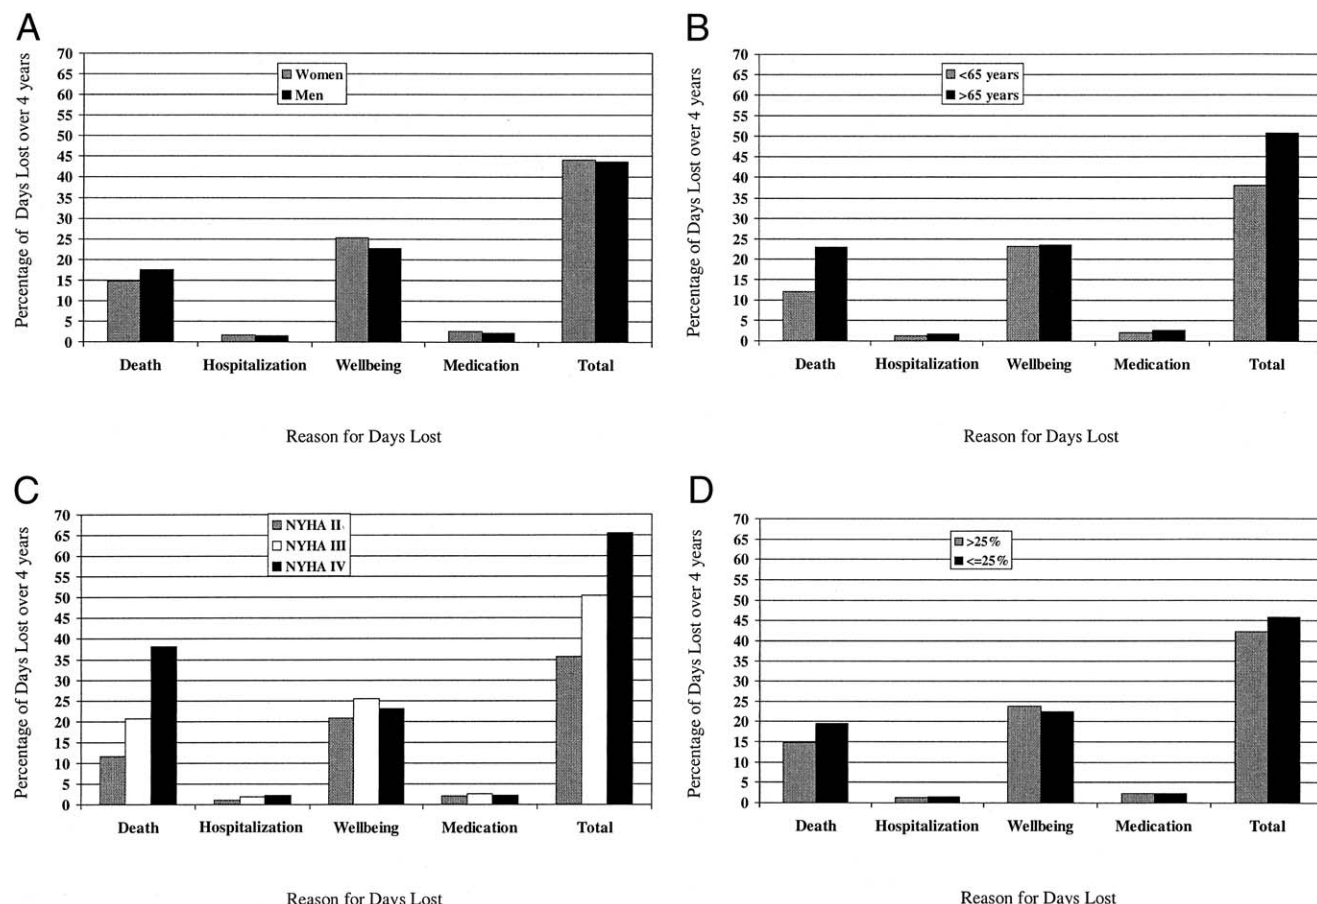 A
Percentage of Days Lost over 4 years
70
65
60
55
50
45
40
35
30
25
20
15
10
5
0
Women
Men
Death Hospitalization Wellbeing Medication Total
Reason for Days Lost
B
Percentage of Days Lost over 4 years
70
65
60
55
50
45
40
35
30
25
20
15
10
5
0
<65 years
>65 years
Death Hospitalization Wellbeing Medication Total
Reason for Days Lost
C
Percentage of Days Lost over 4 years
70
65
60
55
50
45
40
35
30
25
20
15
10
5
0
NYHA II
NYHA III
NYHA IV
Death Hospitalization Wellbeing Medication Total
Reason for Days Lost
D
Percentage of Days Lost over 4 years
70
65
60
55
50
45
40
35
30
25
20
15
10
5
0
>25%
<=25%
Death Hospitalization Wellbeing Medication Total
Reason for Days Lost